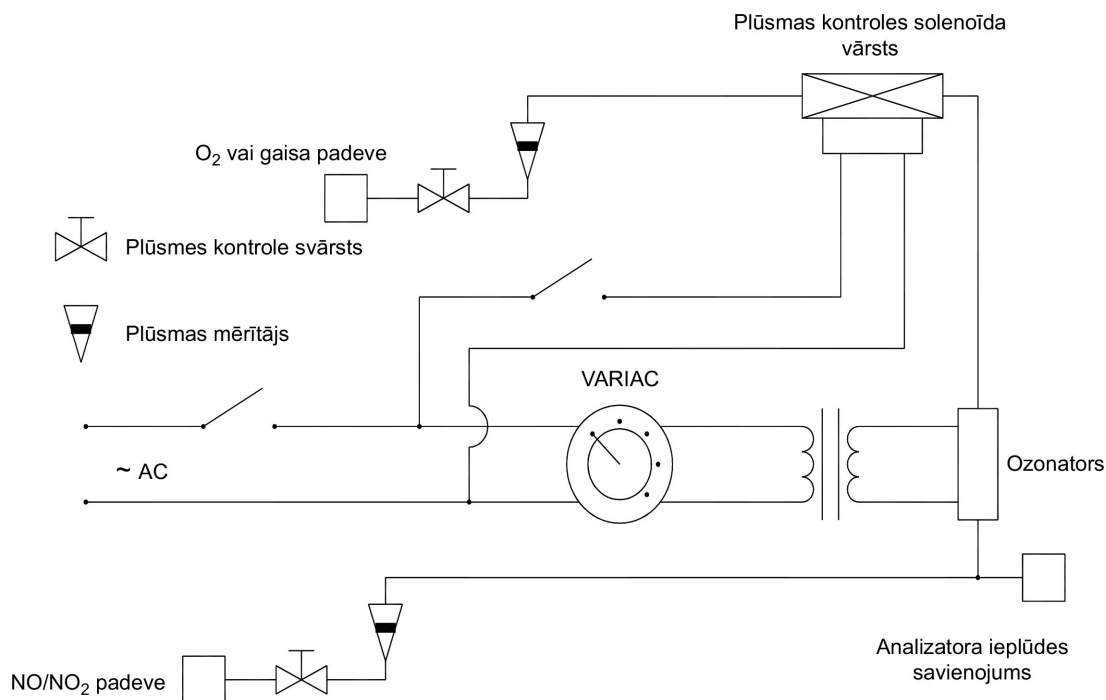 Plūsmas kontroles solenoīda
vārsts
O₂ vai gaisa padeve
Plūsmes kontrole svārsts
Plūsmas mērītājs
VARIAC
~ AC
Ozonators
Analizatora ieplūdes
savienojums
NO/NO₂ padeve